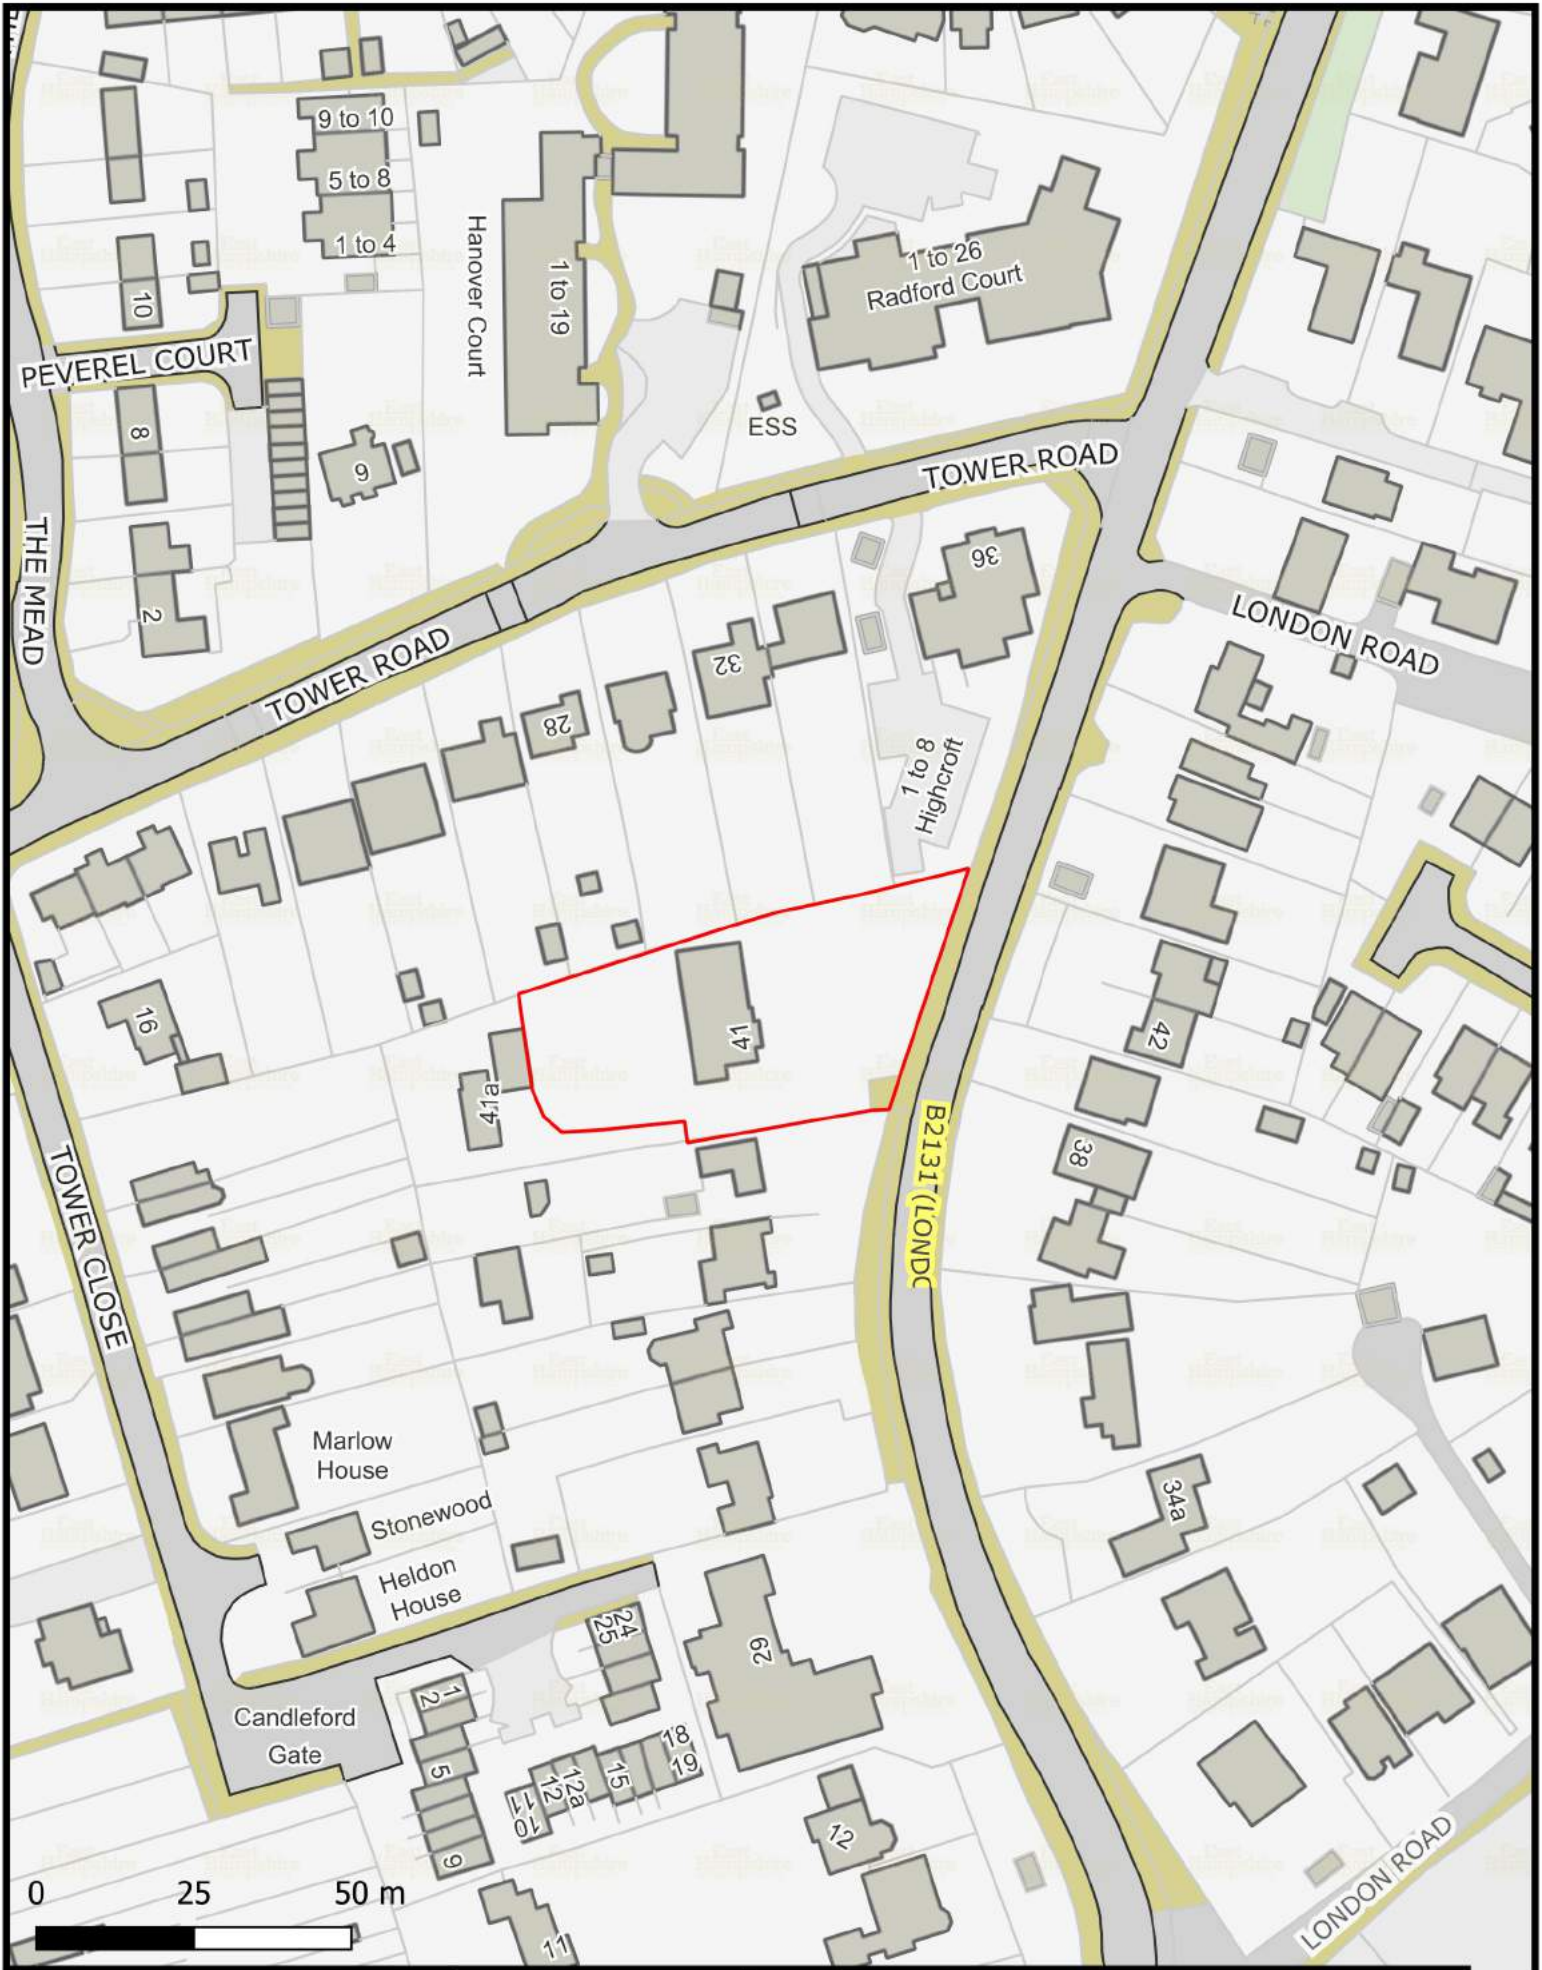 9 to 10
5 to 8
1 to 4
Hanover Court
1 to 19
1 to 26
Radford Court
10
PEVEREL COURT
8
9
ESS
TOWER ROAD
THE MEAD
2
36
TOWER ROAD
LONDON ROAD
32
28
1 to 8
Highcroft
16
41
42
41a
B2131 (LONDO
38
TOWER CLOSE
Marlow
House
Stonewood
34a
Heldon
House
24
25
29
1
2
Candleford
Gate
5
18
19
15
12a
12
11
10
12
9
LONDON ROAD
11
0 25 50 m
East
Hampshire